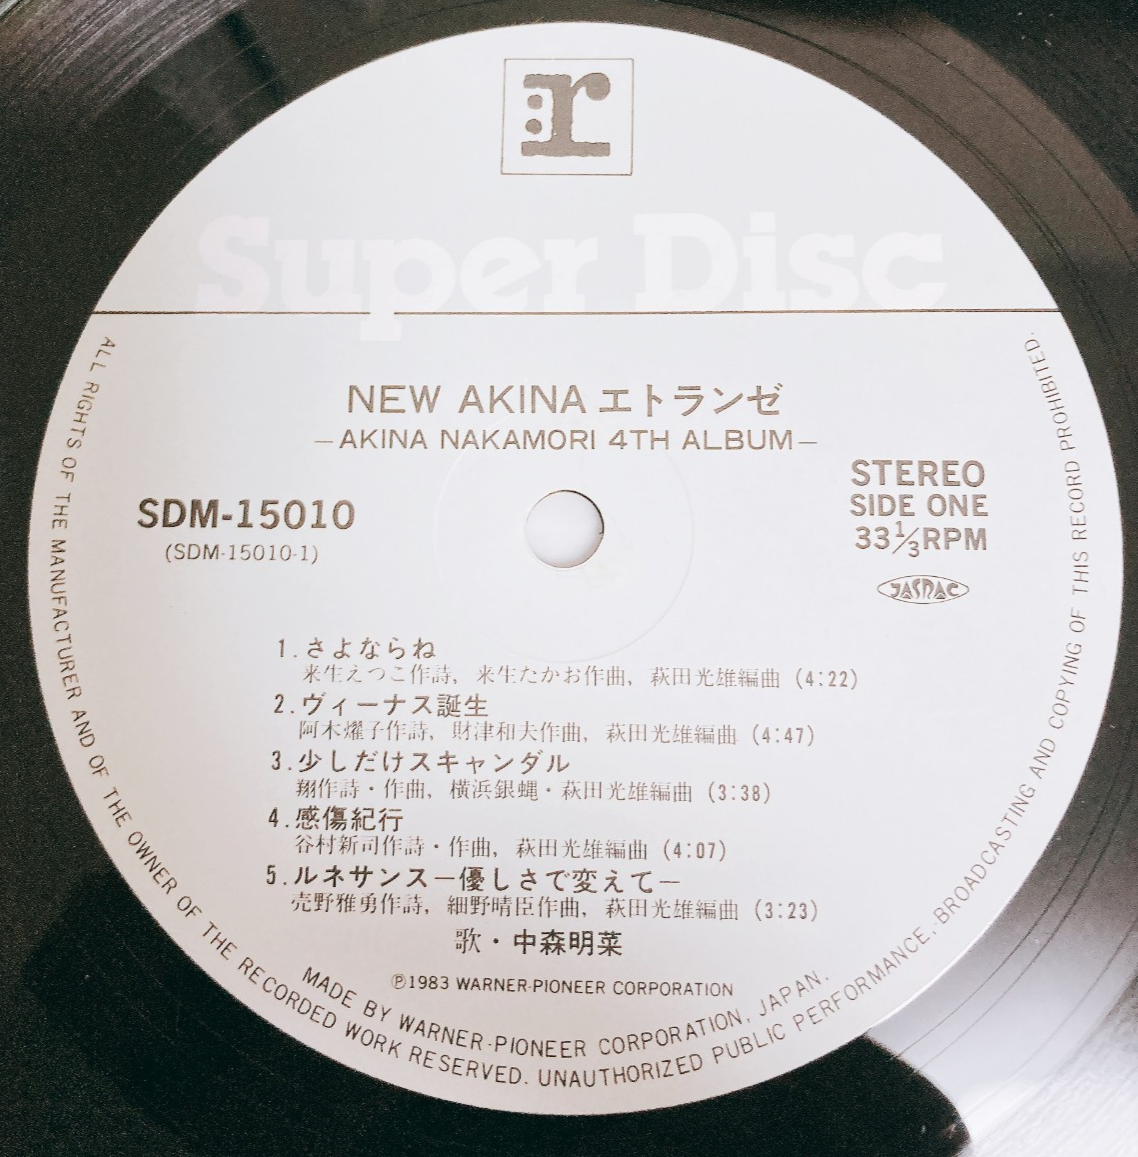 r
Super Disc
NEW AKINA エトランゼ
—AKINA NAKAMORI 4TH ALBUM—
SDM-15010
(SDM-15010-1)
STEREO
SIDE ONE
33 1/3 RPM
JASRAC
1.さよならね
来生えつこ作詩, 来生たかお作曲, 萩田光雄編曲 (4:22)
2.ヴィーナス誕生
阿木燿子作詩, 財津和夫作曲, 萩田光雄編曲 (4:47)
3.少しだけスキャンダル
翔作詩・作曲, 横浜銀蝿・萩田光雄編曲 (3:38)
4.感傷紀行
谷村新司作詩・作曲, 萩田光雄編曲 (4:07)
5.ルネサンス—優しさで変えて—
売野雅勇作詩, 細野晴臣作曲, 萩田光雄編曲 (3:23)
歌・中森明菜
Ⓟ1983 WARNER-PIONEER CORPORATION
MADE BY WARNER-PIONEER CORPORATION, JAPAN.
ALL RIGHTS OF THE MANUFACTURER AND OF THE OWNER OF THE RECORDED WORK RESERVED. UNAUTHORIZED PUBLIC PERFORMANCE, BROADCASTING AND COPYING OF THIS RECORD PROHIBITED.